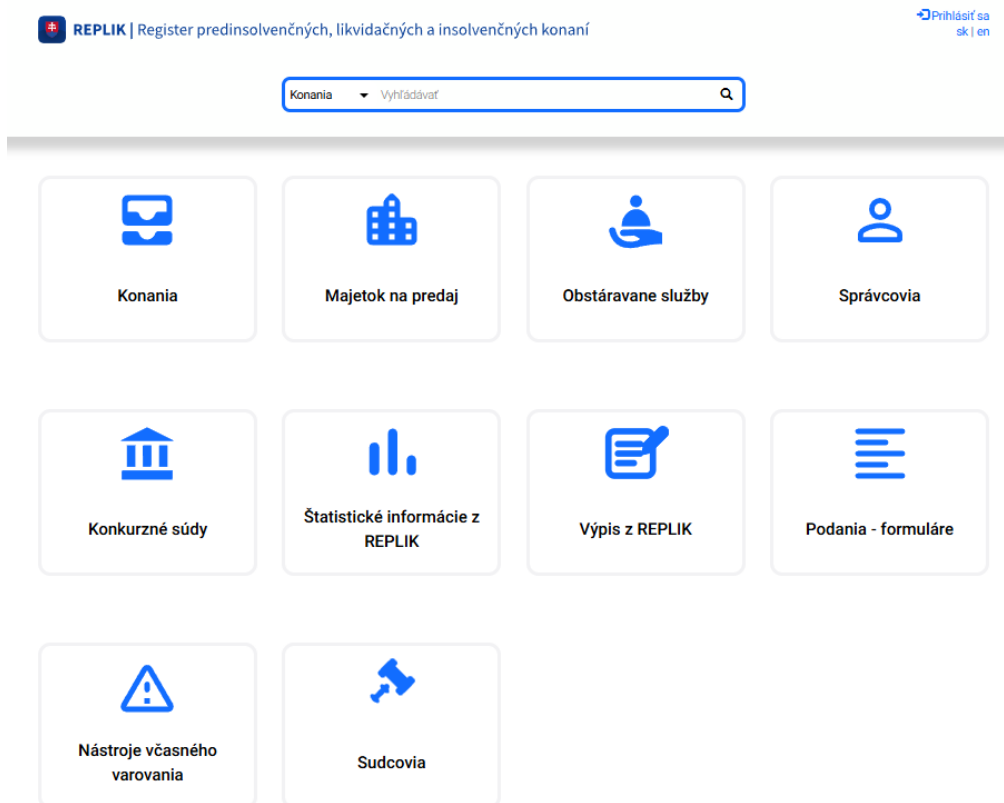 REPLIK | Register predinsolvenčných, likvidačných a insolvenčných konaní
Prihlásiť sa
sk | en
Konania
Vyhľadávať
Konania
Majetok na predaj
Obstáravane služby
Správcovia
Konkurzné súdy
Štatistické informácie z
REPLIK
Výpis z REPLIK
Podania - formuláre
Nástroje včasného
varovania
Sudcovia